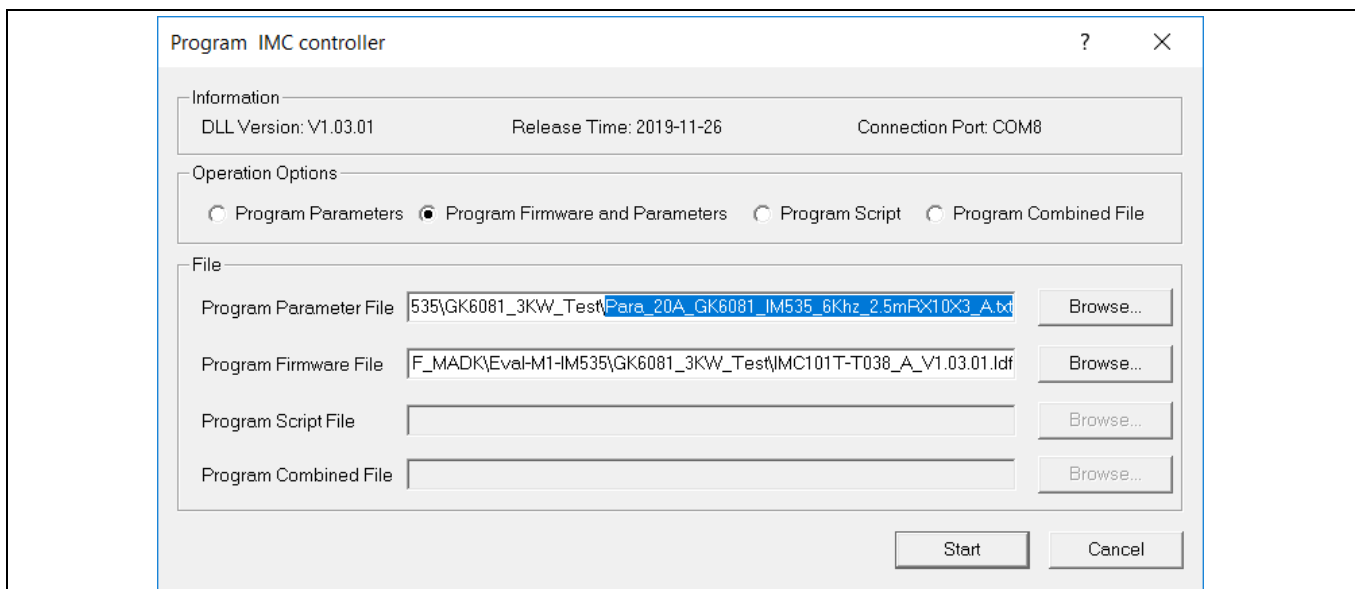 Program IMC controller ? ×
Information
DLL Version: V1.03.01 Release Time: 2019-11-26 Connection Port: COM8
Operation Options
Program Parameters Program Firmware and Parameters Program Script Program Combined File
File
Program Parameter File 535\GK6081_3KW_Test\Para_20A_GK6081_IM535_6Khz_2.5mRX10X3_A.txt Browse...
Program Firmware File F_MADK\Eval-M1-IM535\GK6081_3KW_Test\IMC101T-T038_A_V1.03.01.ldf Browse...
Program Script File Browse...
Program Combined File Browse...
Start Cancel